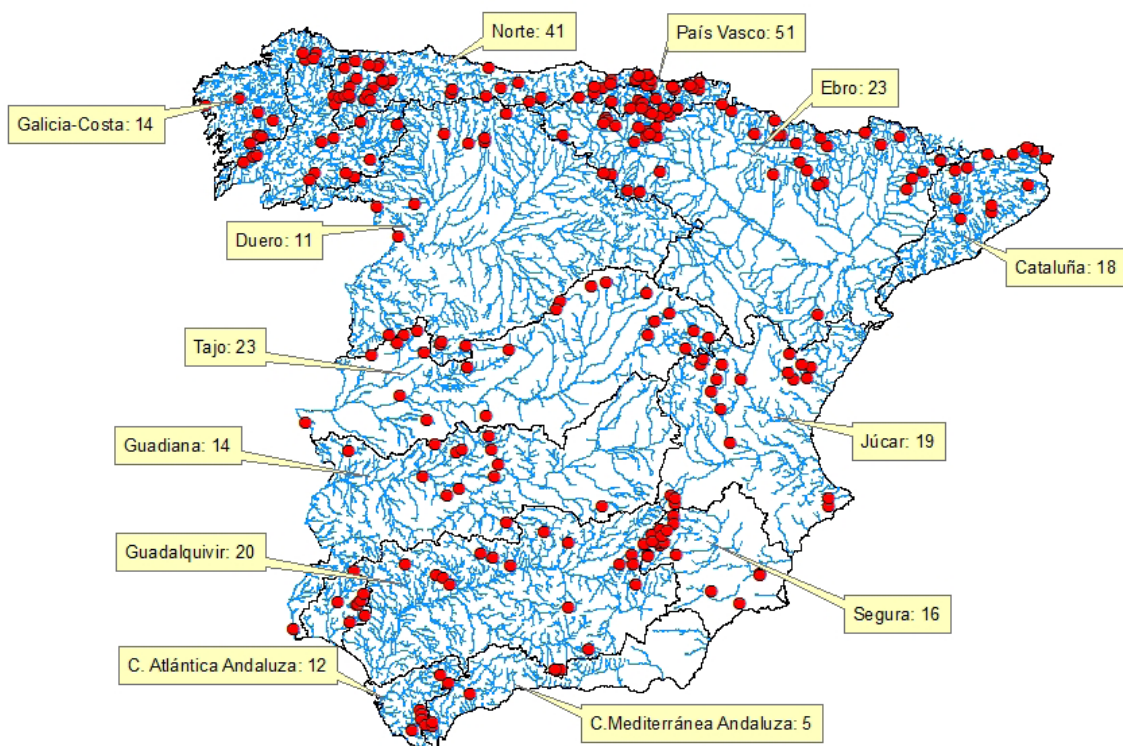 Norte: 41
País Vasco: 51
Ebro: 23
Galicia-Costa: 14
Duero: 11
Cataluña: 18
Tajo: 23
Guadiana: 14
Júcar: 19
Guadalquivir: 20
Segura: 16
C. Atlántica Andaluza: 12
C.Mediterránea Andaluza: 5